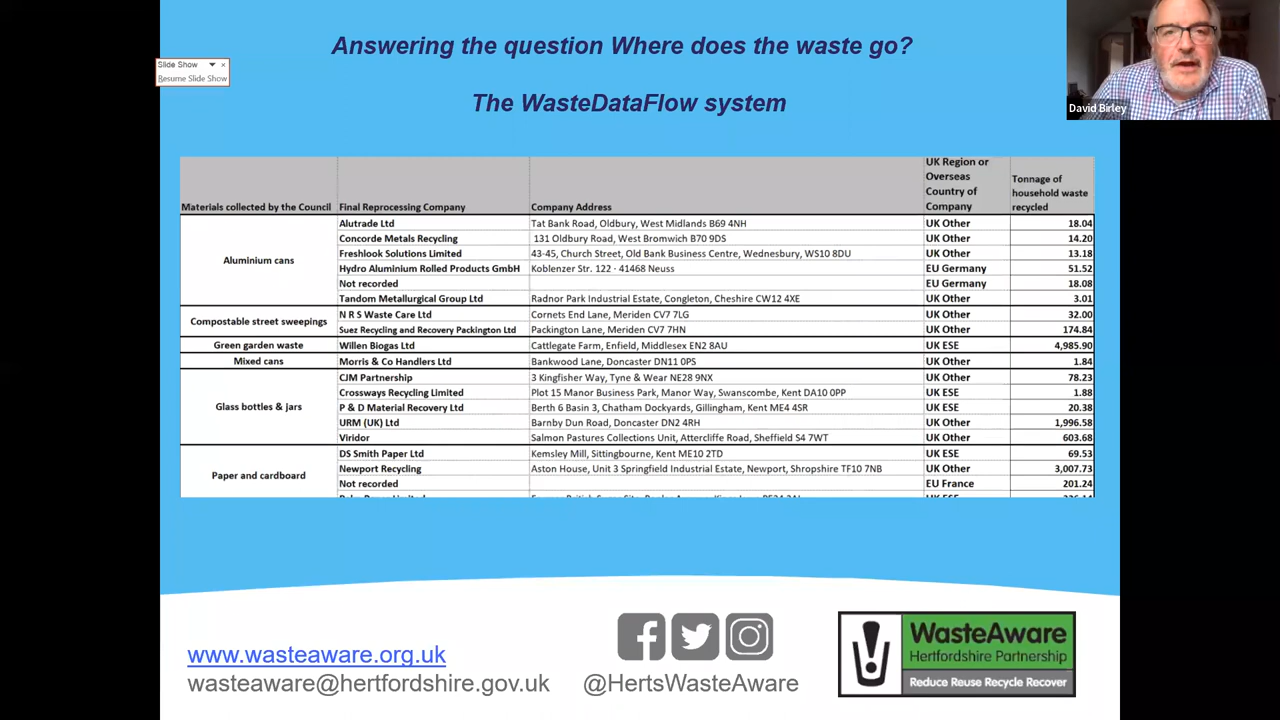 Answering the question Where does the waste go?
The WasteDataFlow system
Slide Show
Resume Slide Show
David Birley
Materials collected by the Council Final Reprocessing Company Company Address UK Region or Overseas Country of Company Tonnage of household waste recycled
Aluminium cans
Alutrade Ltd Tat Bank Road, Oldbury, West Midlands B69 4NH UK Other 18.04
Concorde Metals Recycling 131 Oldbury Road, West Bromwich B70 9DS UK Other 14.20
Freshlook Solutions Limited 43-45, Church Street, Old Bank Business Centre, Wednesbury, WS10 8DU UK Other 13.18
Hydro Aluminium Rolled Products GmbH Koblenzer Str. 122 · 41468 Neuss EU Germany 51.52
Not recorded EU Germany 18.08
Tandom Metallurgical Group Ltd Radnor Park Industrial Estate, Congleton, Cheshire CW12 4XE UK Other 3.01
Compostable street sweepings
N R S Waste Care Ltd Cornets End Lane, Meriden CV7 7LG UK Other 32.00
Suez Recycling and Recovery Packington Ltd Packington Lane, Meriden CV7 7HN UK Other 174.84
Green garden waste Willen Biogas Ltd Cattlegate Farm, Enfield, Middlesex EN2 8AU UK ESE 4,985.90
Mixed cans Morris & Co Handlers Ltd Bankwood Lane, Doncaster DN11 0PS UK Other 1.84
Glass bottles & jars
CJM Partnership 3 Kingfisher Way, Tyne & Wear NE28 9NX UK Other 78.23
Crossways Recycling Limited Plot 15 Manor Business Park, Manor Way, Swanscombe, Kent DA10 0PP UK ESE 1.88
P & D Material Recovery Ltd Berth 6 Basin 3, Chatham Dockyards, Gillingham, Kent ME4 4SR UK ESE 20.38
URM (UK) Ltd Barnby Dun Road, Doncaster DN2 4RH UK Other 1,996.58
Viridor Salmon Pastures Collections Unit, Attercliffe Road, Sheffield S4 7WT UK Other 603.68
Paper and cardboard
DS Smith Paper Ltd Kemsley Mill, Sittingbourne, Kent ME10 2TD UK ESE 69.53
Newport Recycling Aston House, Unit 3 Springfield Industrial Estate, Newport, Shropshire TF10 7NB UK Other 3,007.73
Not recorded EU France 201.24
www.wasteaware.org.uk
wasteaware@hertfordshire.gov.uk
@HertsWasteAware
WasteAware
Hertfordshire Partnership
Reduce Reuse Recycle Recover